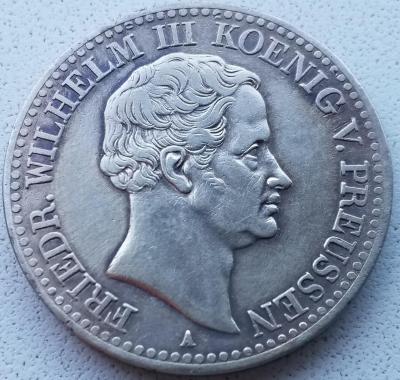 FRIEDR. WILHELM III KOENIG V. PREUSSEN
A